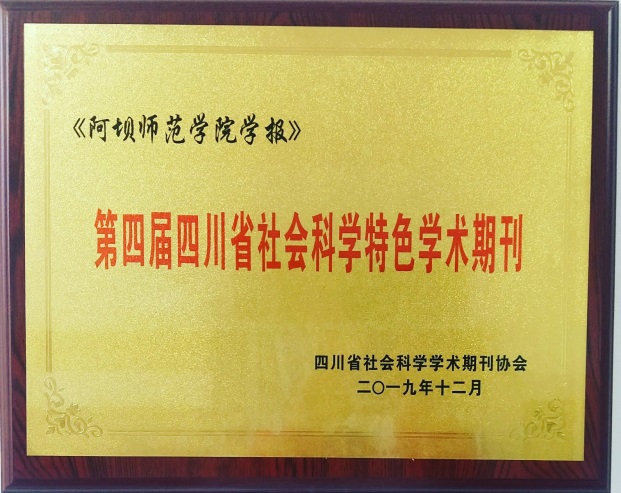 《阿坝师范学院学报》
第四届四川省社会科学特色学术期刊
四川省社会科学学术期刊协会
二〇一九年十二月